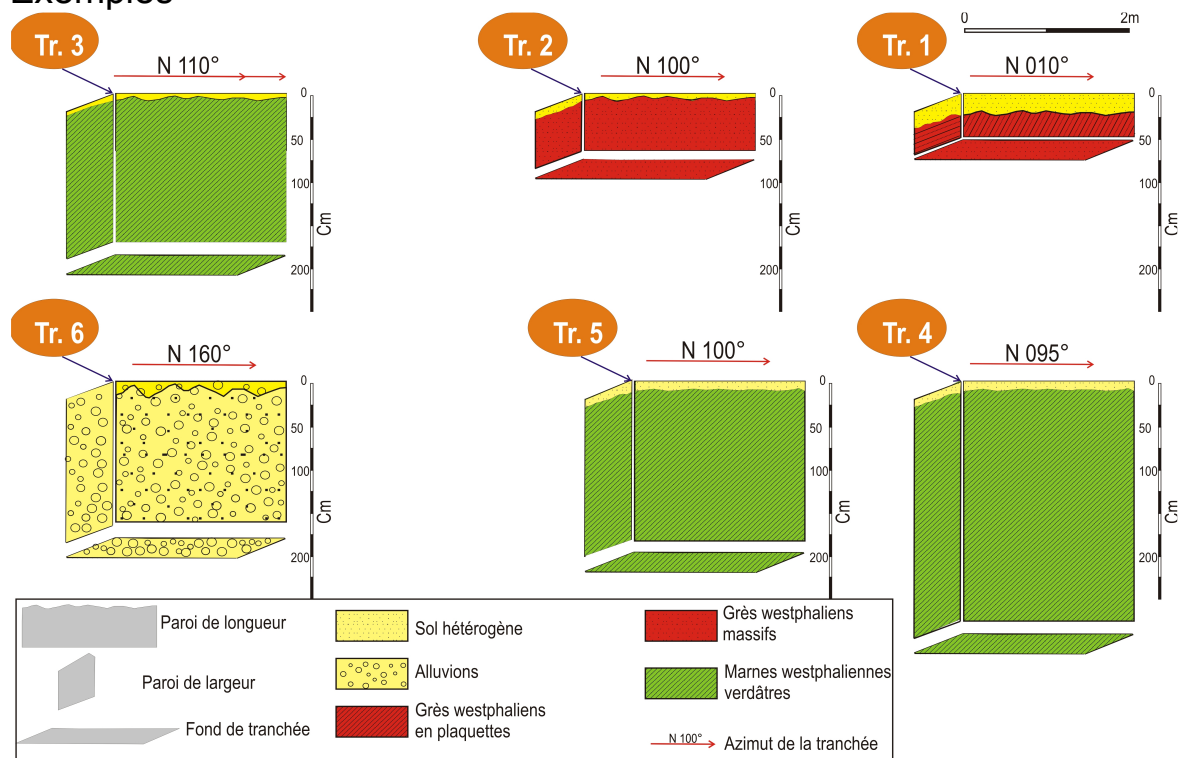 Exemples
Tr. 3
N 110°
0
50
100
200
Cm
Tr. 2
N 100°
0
50
100
200
Cm
Tr. 1
N 010°
0 2m
0
50
100
200
Cm
Tr. 6
N 160°
0
50
100
200
Cm
Tr. 5
N 100°
0
50
100
200
Cm
Tr. 4
N 095°
0
50
100
200
Cm
Paroi de longueur
Paroi de largeur
Fond de tranchée
Sol hétérogène
Alluvions
Grès westphaliens
en plaquettes
Grès westphaliens
massifs
Marnes westphaliennes
verdâtres
N 100° Azimut de la tranchée